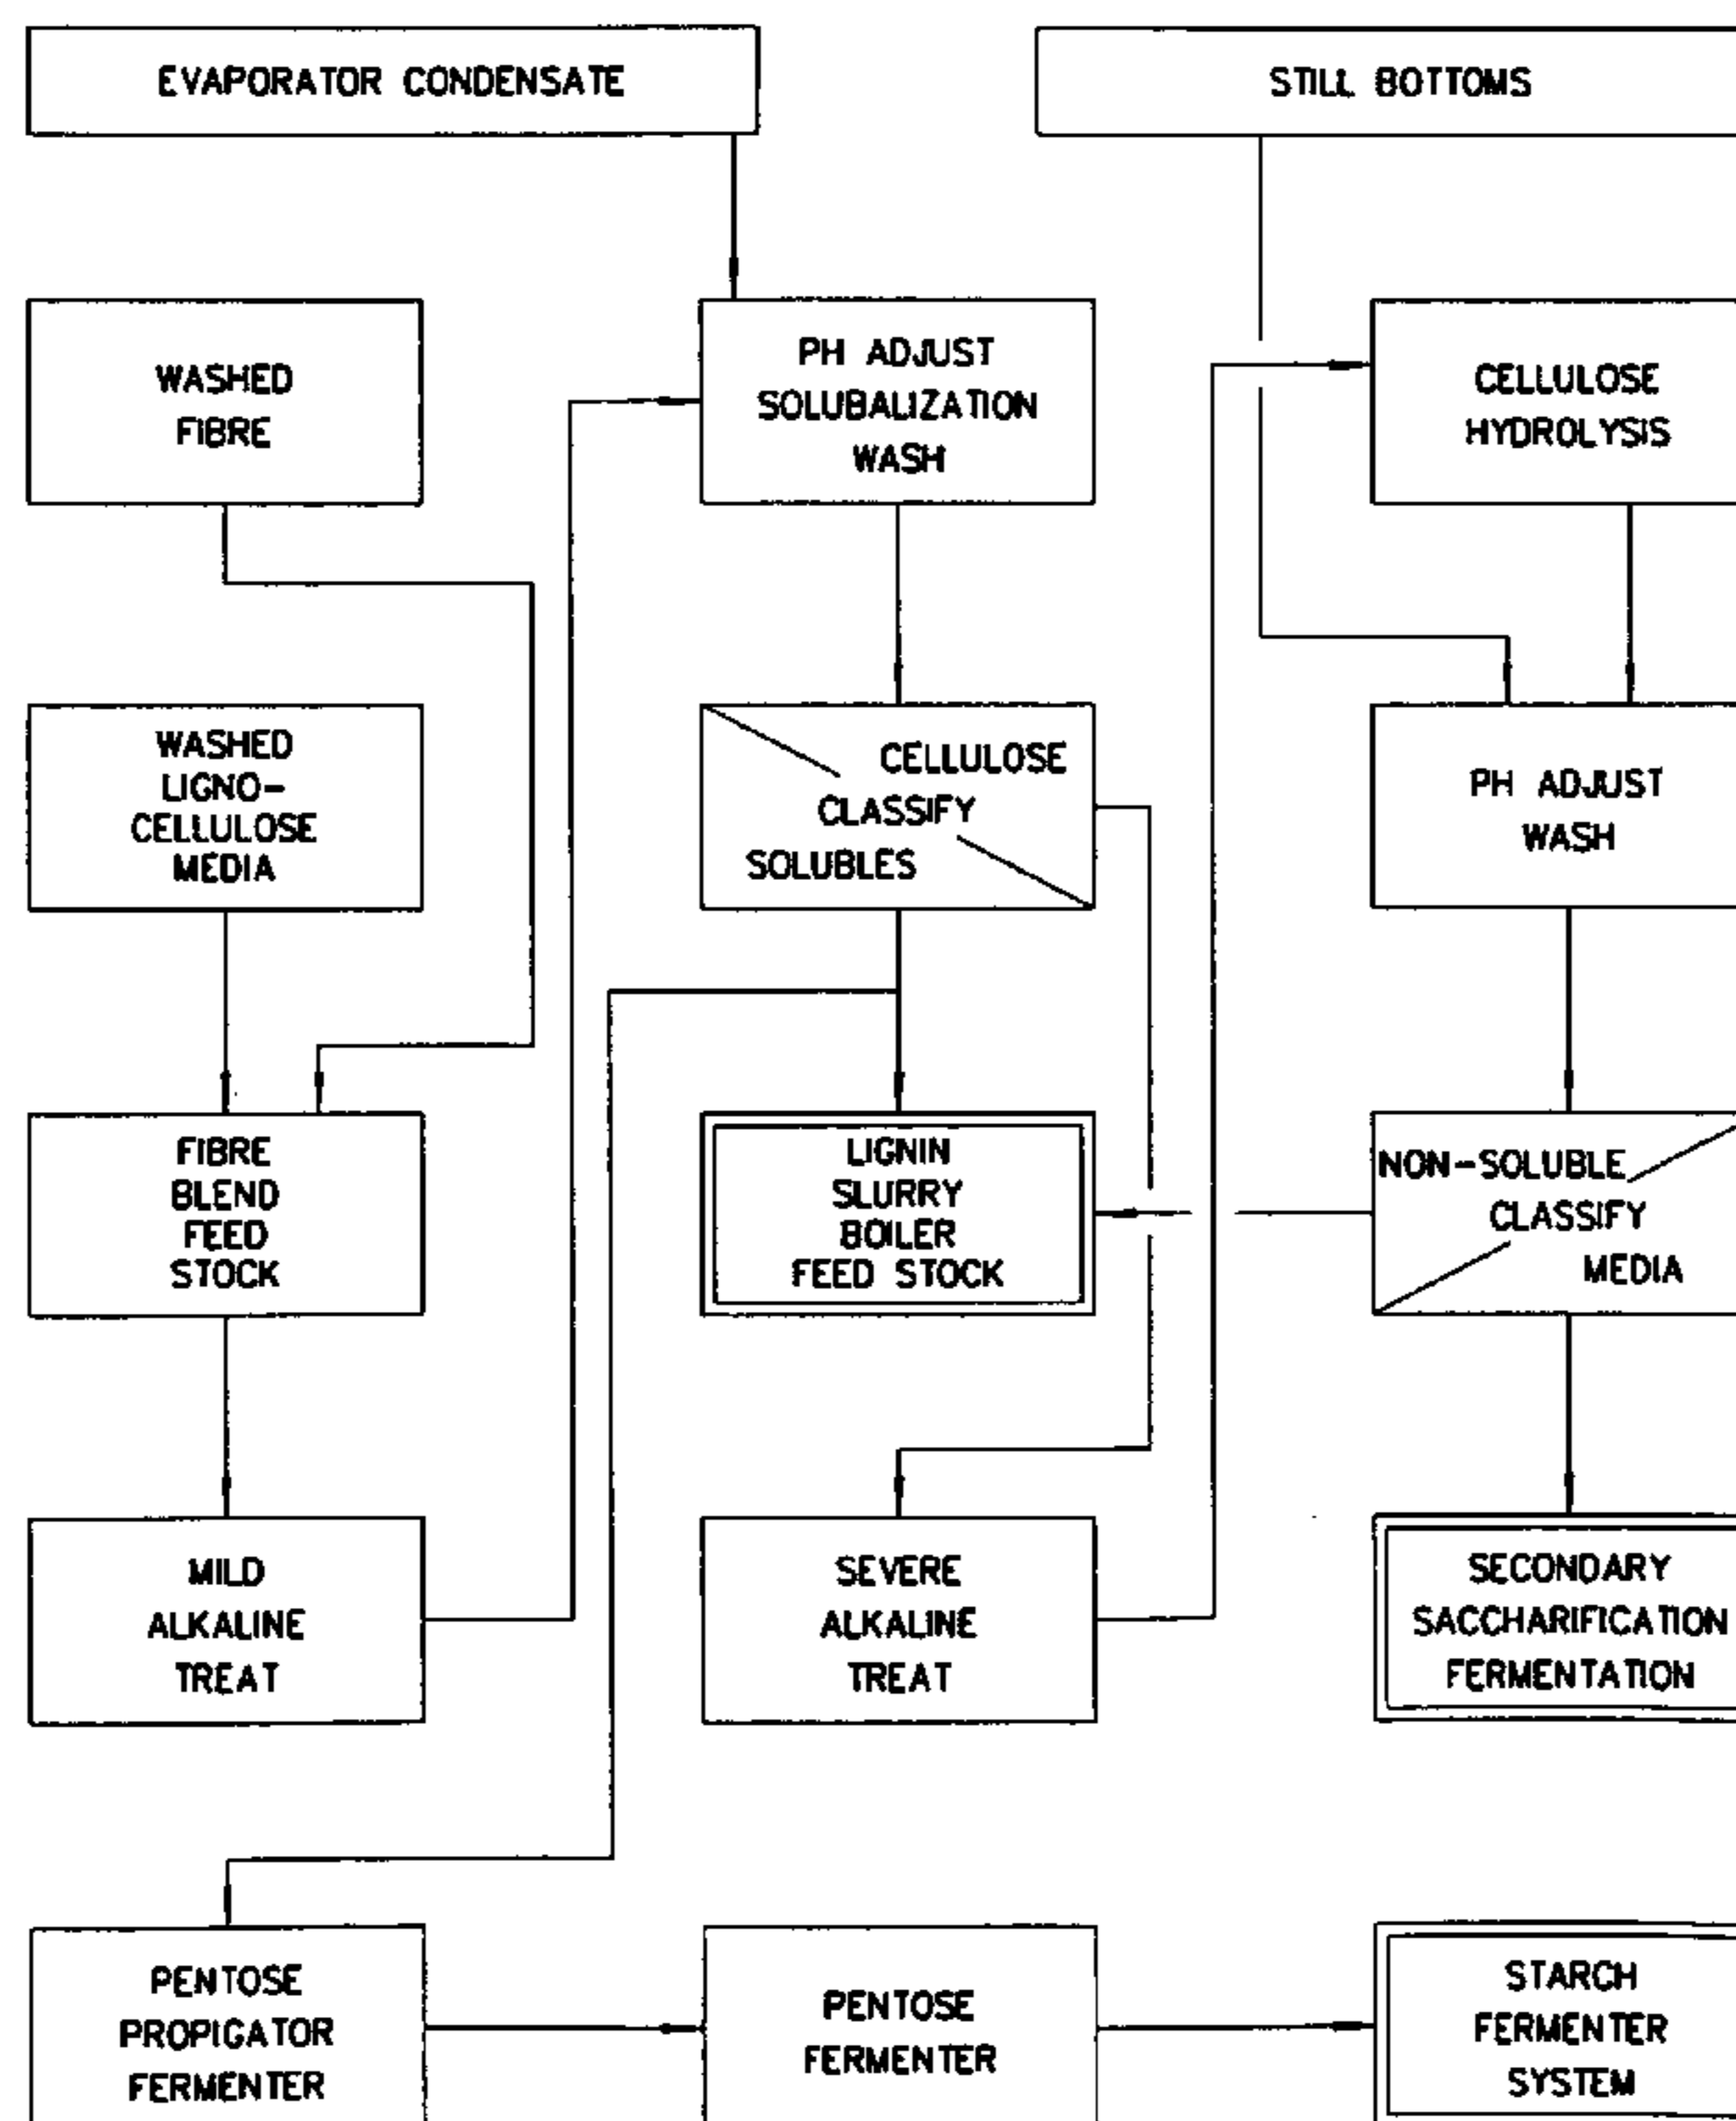 EVAPORATOR CONDENSATE
STILL BOTTOMS
WASHED
FIBRE
PH ADJUST
SOLUBALIZATION
WASH
CELLULOSE
HYDROLYSIS
WASHED
LIGNO-
CELLULOSE
MEDIA
CELLULOSE
CLASSIFY
SOLUBLES
PH ADJUST
WASH
FIBRE
BLEND
FEED
STOCK
LIGNIN
SLURRY
BOILER
FEED STOCK
NON-SOLUBLE
CLASSIFY
MEDIA
MILD
ALKALINE
TREAT
SEVERE
ALKALINE
TREAT
SECONDARY
SACCHARIFICATION
FERMENTATION
PENTOSE
PROPIGATOR
FERMENTER
PENTOSE
FERMENTER
STARCH
FERMENTER
SYSTEM